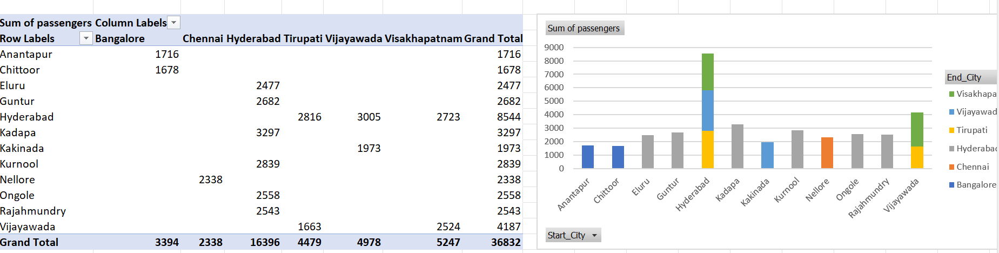 Sum of passengers Column Labels
Row Labels Bangalore Chennai Hyderabad Tirupati Vijayawada Visakhapatnam Grand Total
Anantapur 1716 1716
Chittoor 1678 1678
Eluru 2477 2477
Guntur 2682 2682
Hyderabad 2816 3005 2723 8544
Kadapa 3297 3297
Kakinada 1973 1973
Kurnool 2839 2839
Nellore 2338 2338
Ongole 2558 2558
Rajahmundry 2543 2543
Vijayawada 1663 2524 4187
Grand Total 3394 2338 16396 4479 4978 5247 36832
Sum of passengers
9000
8000
7000
6000
5000
4000
3000
2000
1000
0
Anantapur
Chittoor
Eluru
Guntur
Hyderabad
Kadapa
Kakinada
Kurnool
Nellore
Ongole
Rajahmundry
Vijayawada
End_City
Visakhapa
Vijayawad
Tirupati
Hyderabad
Chennai
Bangalore
Start_City